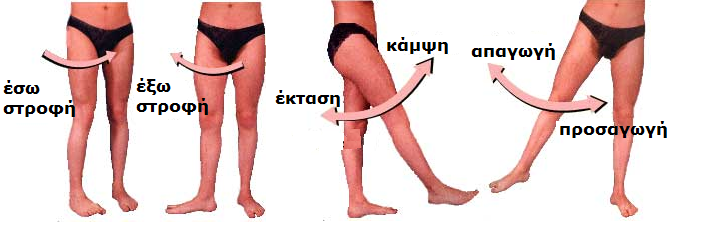 έσω
στροφή
έξω
στροφή
έκταση
κάμψη
απαγωγή
προσαγωγή